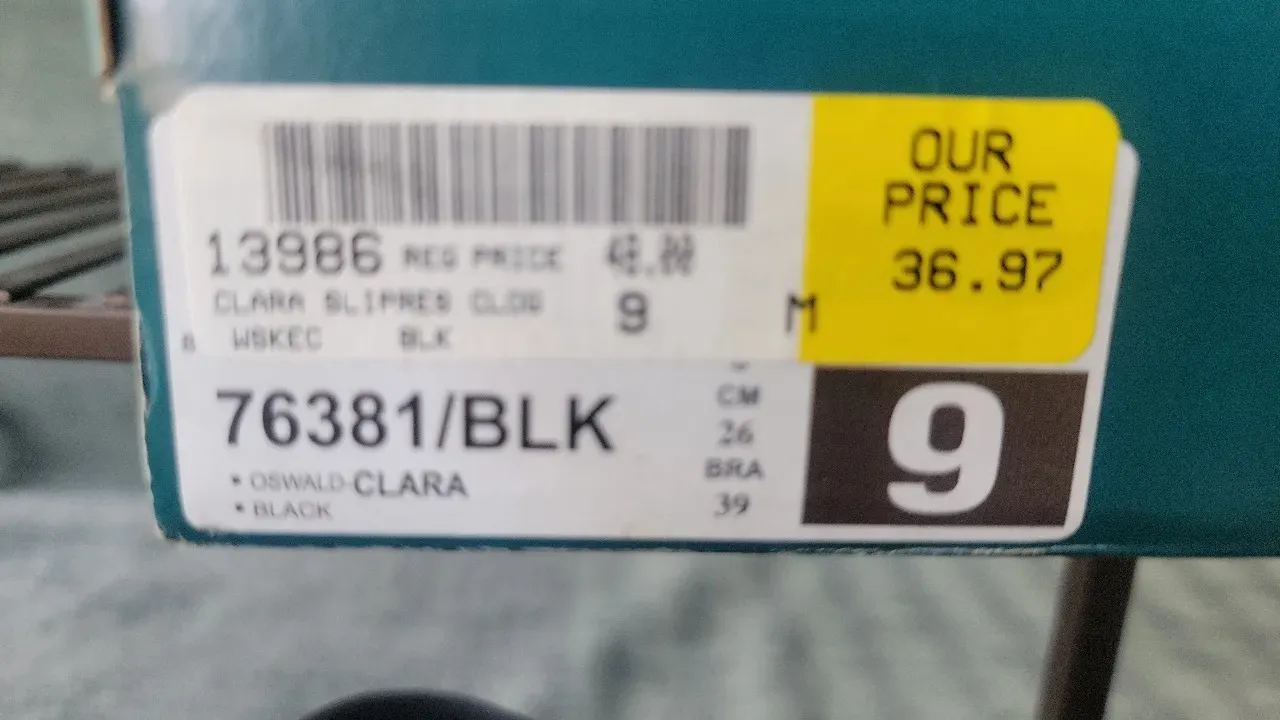 OUR
PRICE
36.97
13986 REG PRICE
CLARA SLIPRES CLOG 9 M
WSKEC BLK
76381/BLK
• OSWALD-CLARA
• BLACK
CM
26
BRA
39
9